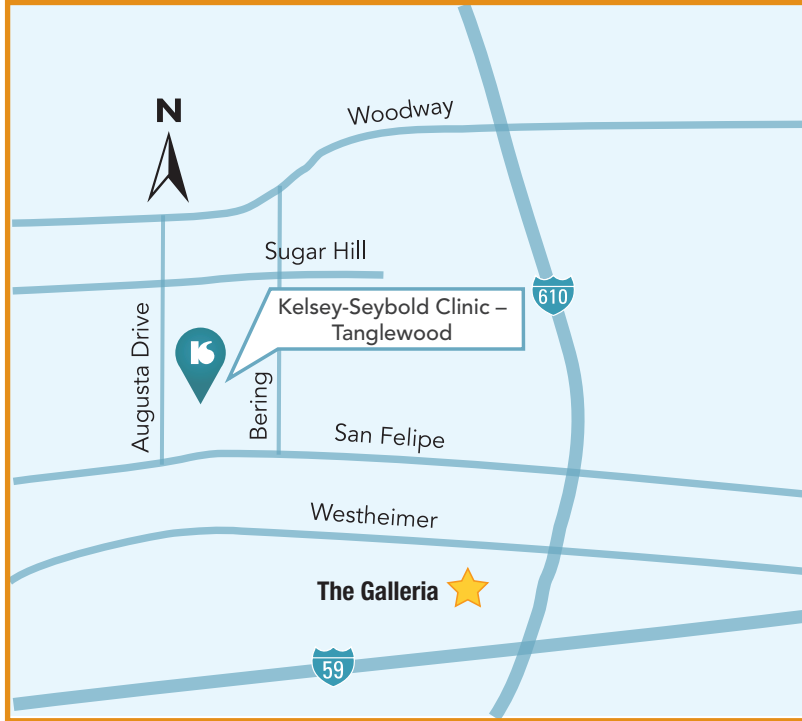 N
Woodway
Sugar Hill
610
Kelsey-Seybold Clinic –
Tanglewood
Augusta Drive
K
Bering
San Felipe
Westheimer
The Galleria
59